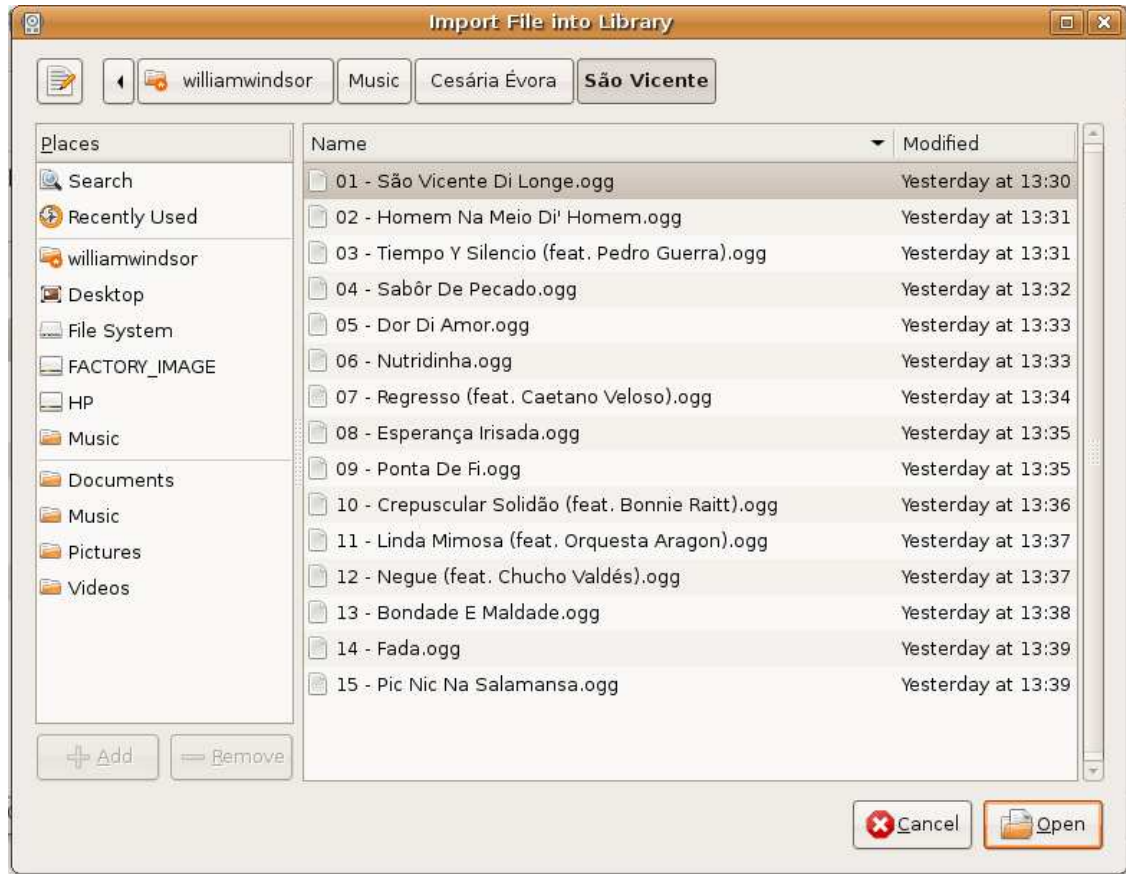 Import File into Library
williamwindsor Music Cesária Évora São Vicente
Places
Search
Recently Used
williamwindsor
Desktop
File System
FACTORY_IMAGE
HP
Music
Documents
Music
Pictures
Videos
Add Remove
Name Modified
01 - São Vicente Di Longe.ogg Yesterday at 13:30
02 - Homem Na Meio Di' Homem.ogg Yesterday at 13:31
03 - Tiempo Y Silencio (feat. Pedro Guerra).ogg Yesterday at 13:31
04 - Sabôr De Pecado.ogg Yesterday at 13:32
05 - Dor Di Amor.ogg Yesterday at 13:33
06 - Nutridinha.ogg Yesterday at 13:33
07 - Regresso (feat. Caetano Veloso).ogg Yesterday at 13:34
08 - Esperança Irisada.ogg Yesterday at 13:35
09 - Ponta De Fi.ogg Yesterday at 13:35
10 - Crepuscular Solidão (feat. Bonnie Raitt).ogg Yesterday at 13:36
11 - Linda Mimosa (feat. Orquesta Aragon).ogg Yesterday at 13:37
12 - Negue (feat. Chucho Valdés).ogg Yesterday at 13:37
13 - Bondade E Maldade.ogg Yesterday at 13:38
14 - Fada.ogg Yesterday at 13:39
15 - Pic Nic Na Salamansa.ogg Yesterday at 13:39
Cancel Open